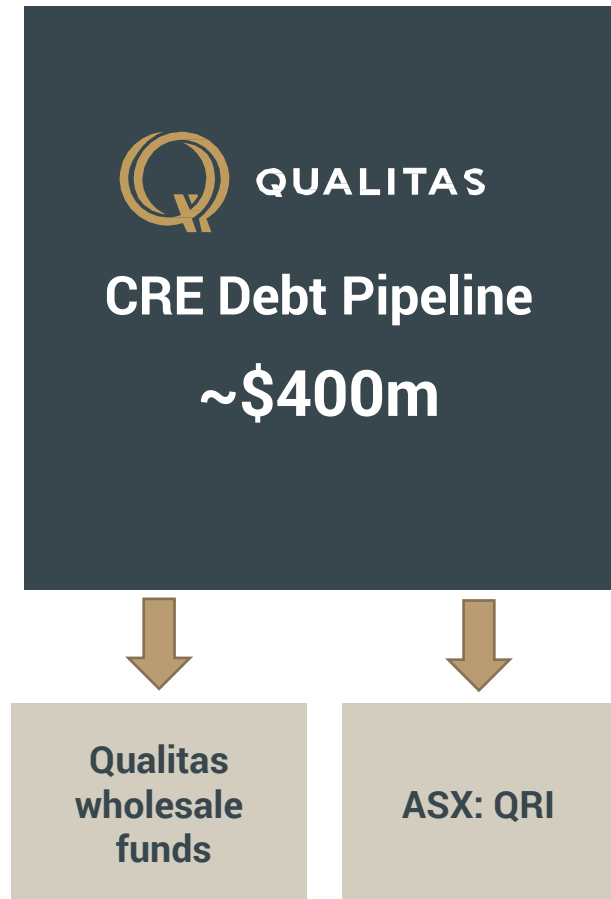 QUALITAS
CRE Debt Pipeline
~$400m
Qualitas
wholesale
funds
ASX: QRI